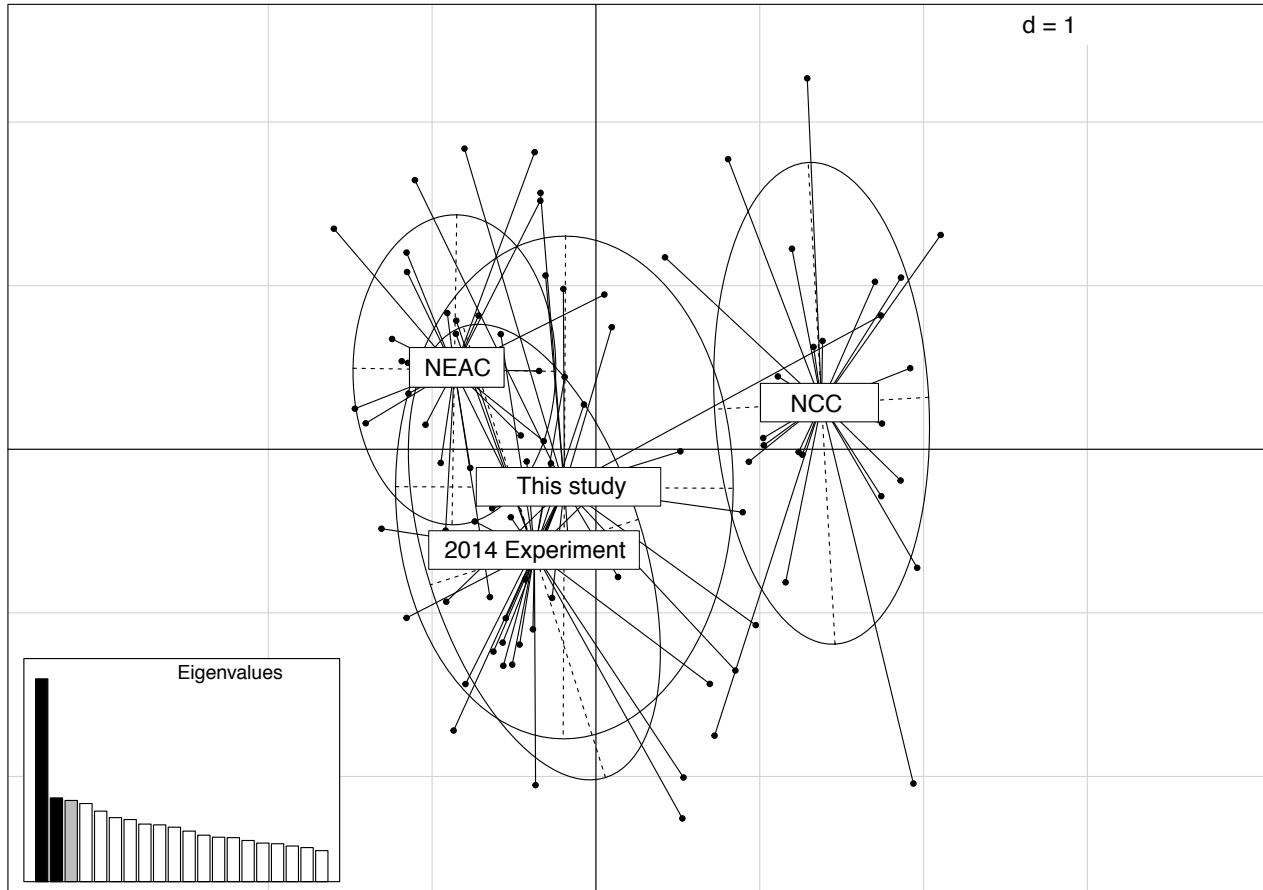 d = 1
NEAC
NCC
This study
2014 Experiment
Eigenvalues